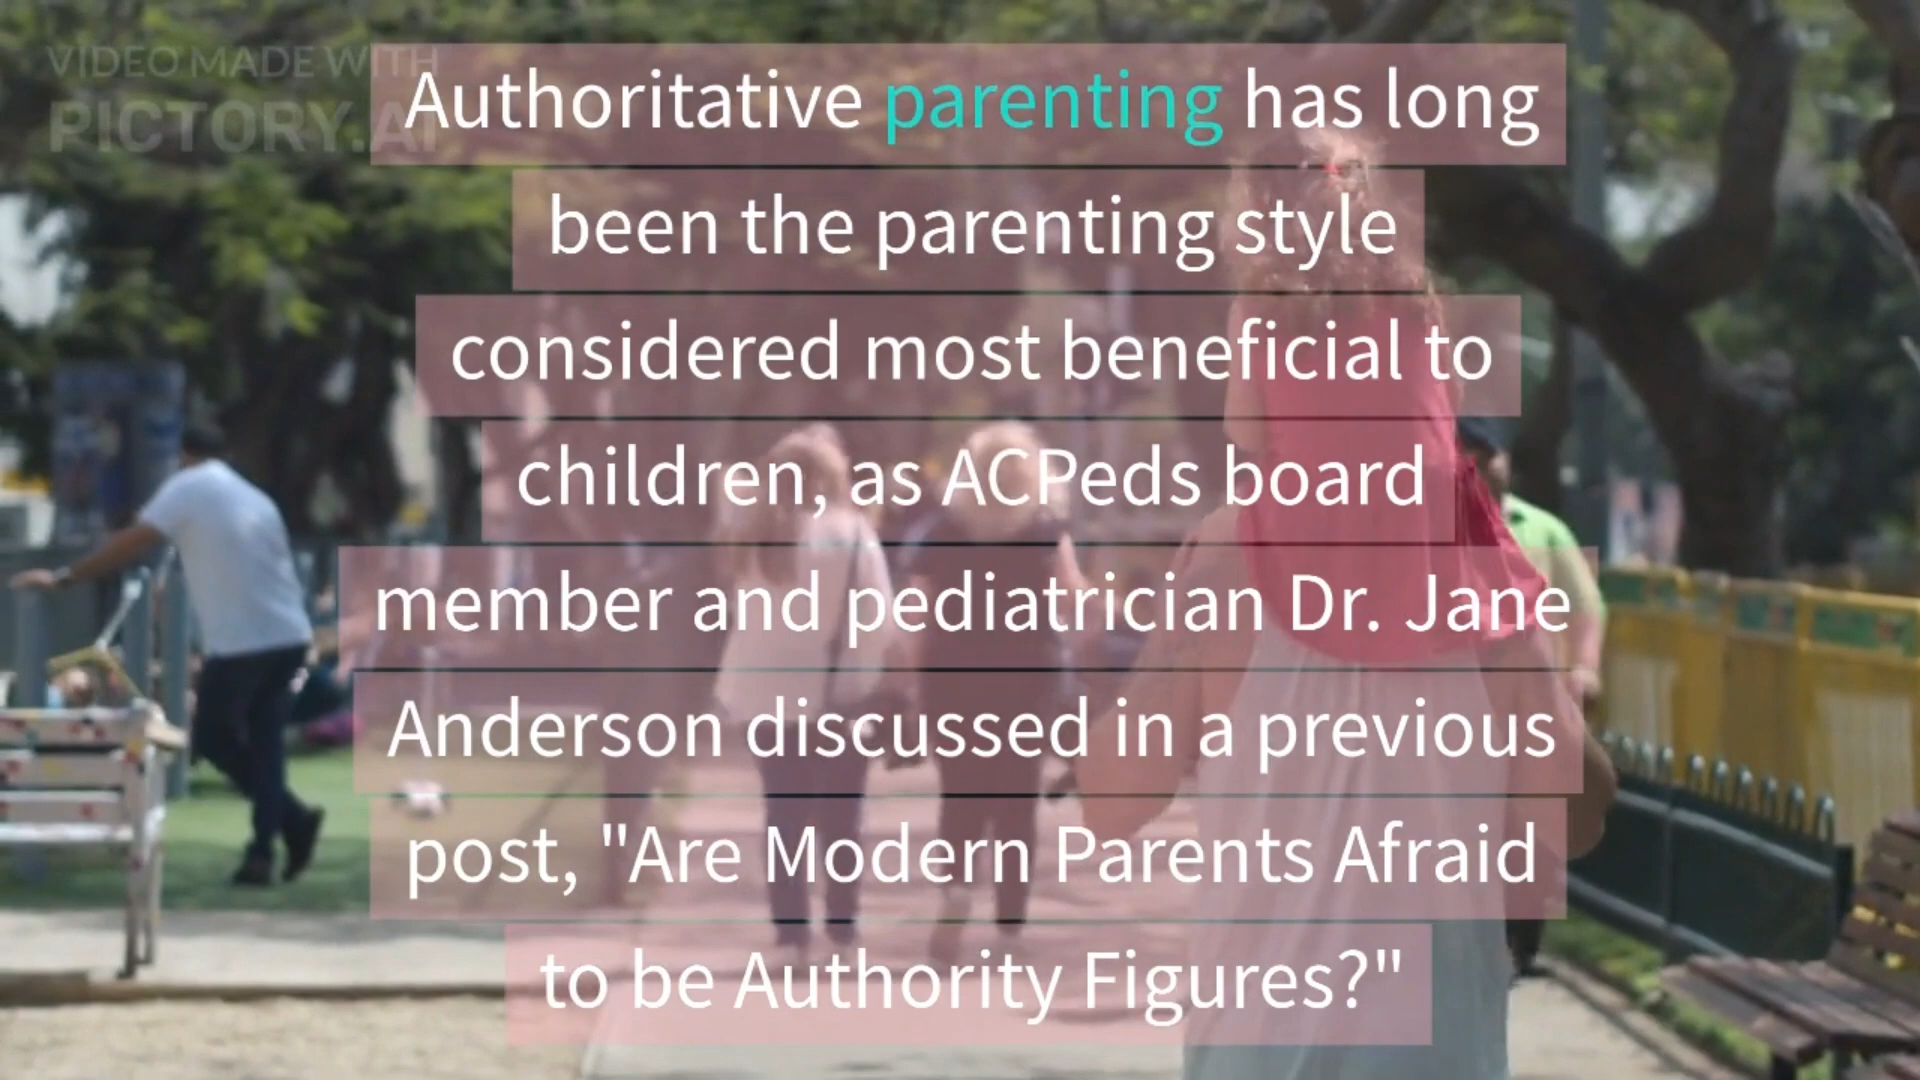 VIDEO MADE WITH
PICTORY.AI
Authoritative parenting has long
been the parenting style
considered most beneficial to
children, as ACPeds board
member and pediatrician Dr. Jane
Anderson discussed in a previous
post, "Are Modern Parents Afraid
to be Authority Figures?"